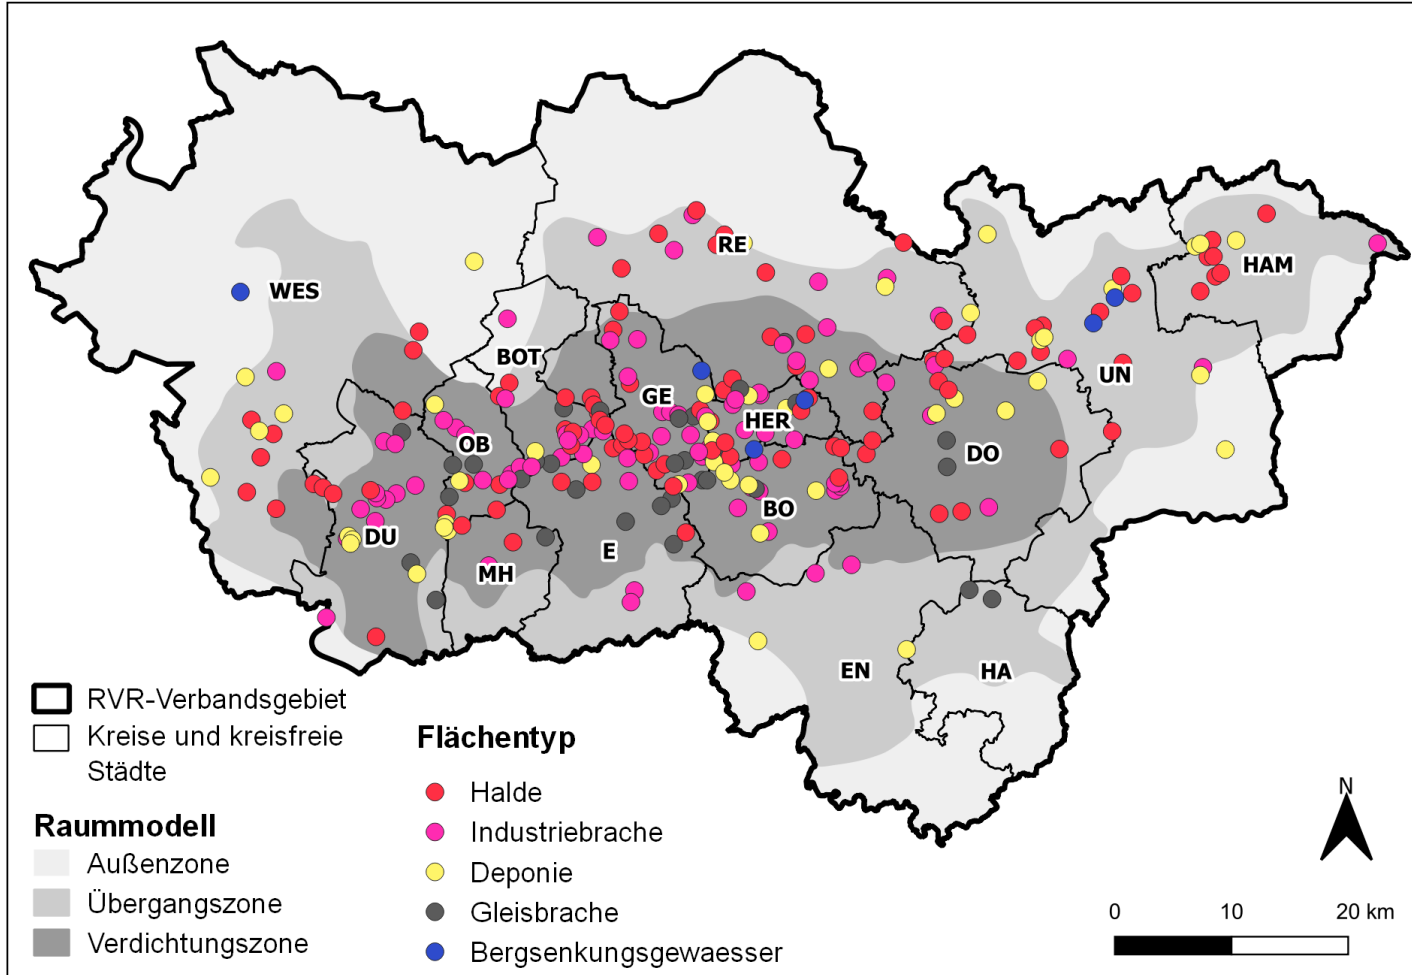 RE
HAM
WES
BOT
UN
GE
HER
OB
DO
BO
DU
E
MH
EN
HA
RVR-Verbandsgebiet
Kreise und kreisfreie
Städte
Raummodell
Außenzone
Übergangszone
Verdichtungszone
Flächentyp
Halde
Industriebrache
Deponie
Gleisbrache
Bergsenkungsgewaesser
N
0 10 20 km